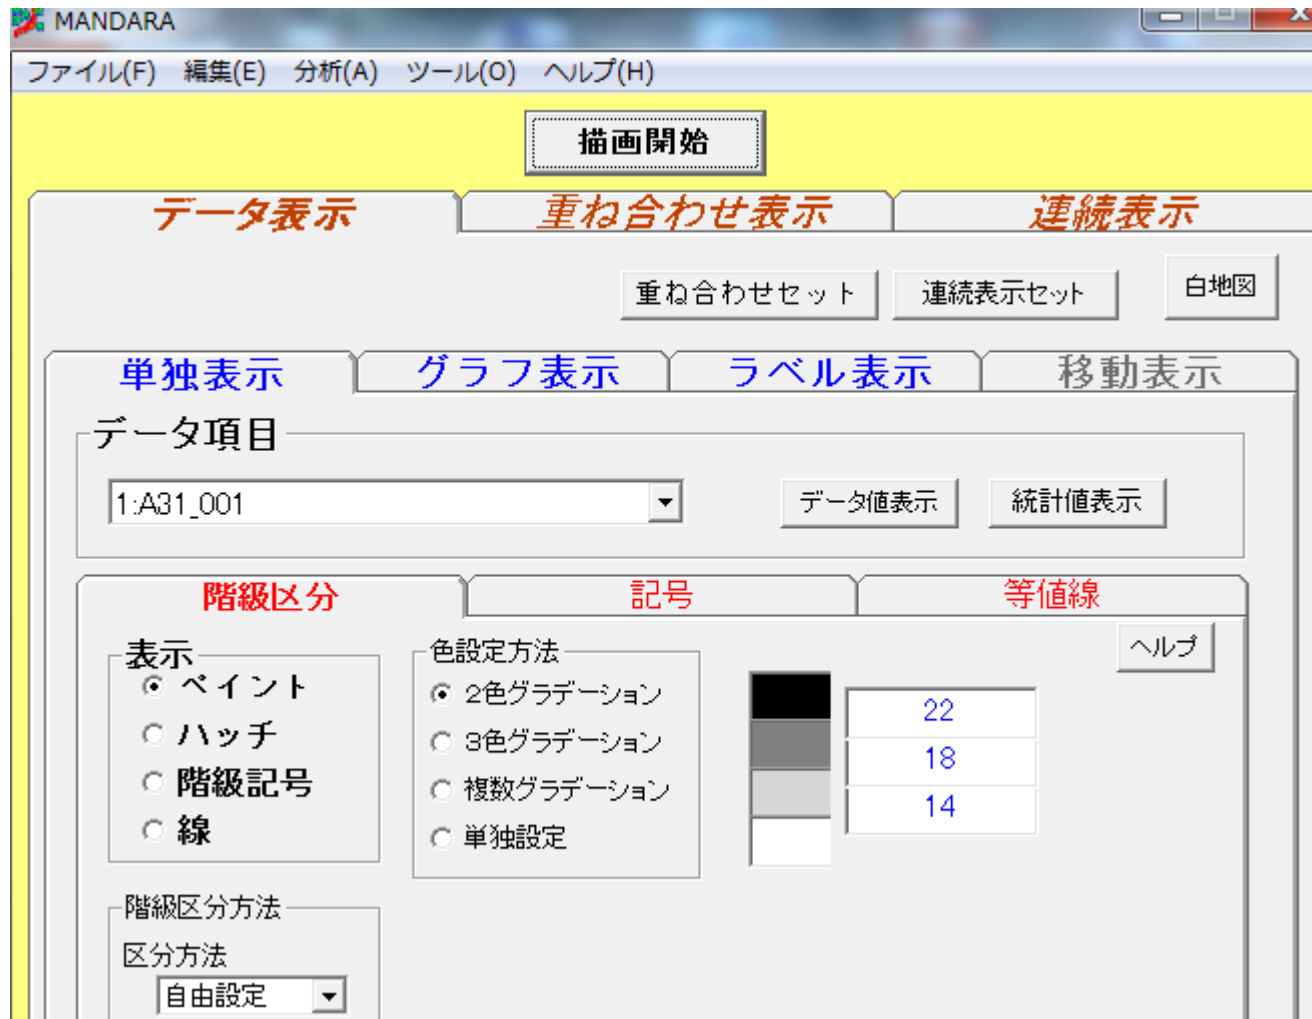 MANDARA
ファイル(F) 編集(E) 分析(A) ツール(O) ヘルプ(H)
描画開始
データ表示 重ね合わせ表示 連続表示
重ね合わせセット 連続表示セット 白地図
単独表示 グラフ表示 ラベル表示 移動表示
データ項目
1:A31_001 データ値表示 統計値表示
階級区分 記号 等値線
ヘルプ
表示 色設定方法
ペイント 2色グラデーション 22
ハッチ 3色グラデーション 18
階級記号 複数グラデーション 14
線 単独設定
階級区分方法
区分方法
自由設定